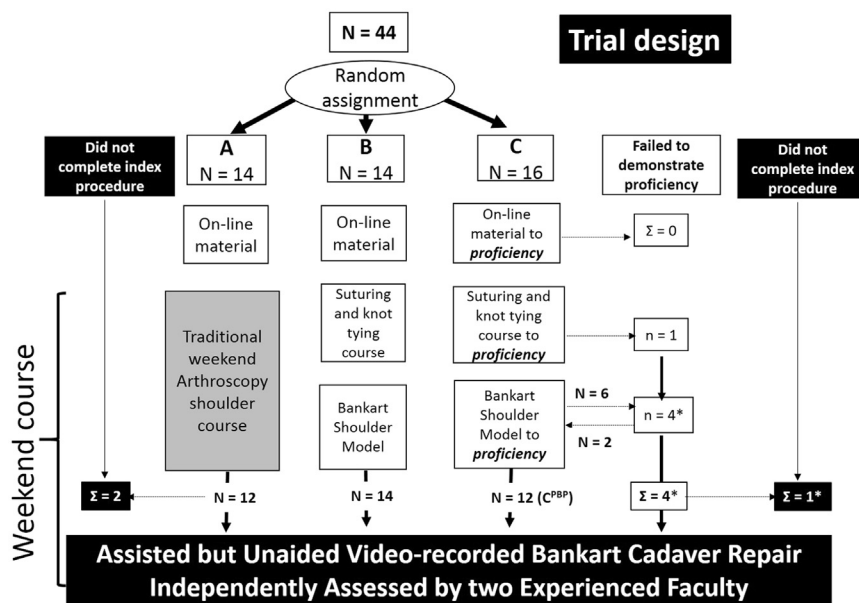 N = 44
Trial design
Random
assignment
Did not
complete index
procedure
A
N = 14
B
N = 14
C
N = 16
Failed to
demonstrate
proficiency
Did not
complete index
procedure
On-line
material
On-line
material
On-line
material to
proficiency
Σ = 0
Weekend course
Traditional
weekend
Arthroscopy
shoulder
course
Suturing
and knot
tying
course
Suturing and
knot tying
course to
proficiency
n = 1
Bankart
Shoulder
Model
Bankart
Shoulder
Model to
proficiency
N = 6
N = 2
n = 4*
Σ = 2
N = 12
N = 14
N = 12 (C^PBP)
Σ = 4*
Σ = 1*
Assisted but Unaided Video-recorded Bankart Cadaver Repair
Independently Assessed by two Experienced Faculty